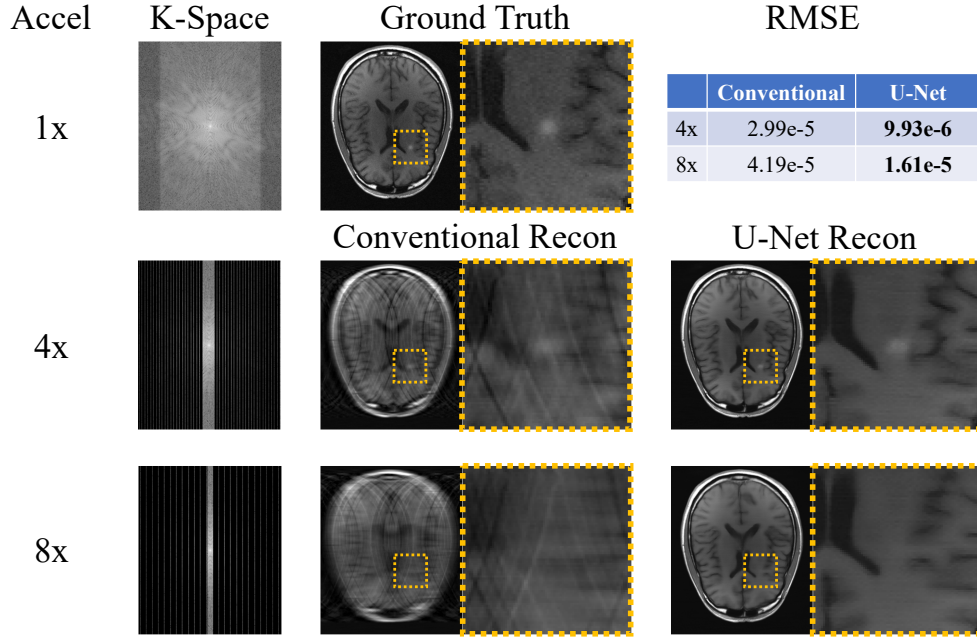 Accel K-Space Ground Truth RMSE
1x
Conventional U-Net
4x 2.99e-5 9.93e-6
8x 4.19e-5 1.61e-5
Conventional Recon U-Net Recon
4x
8x